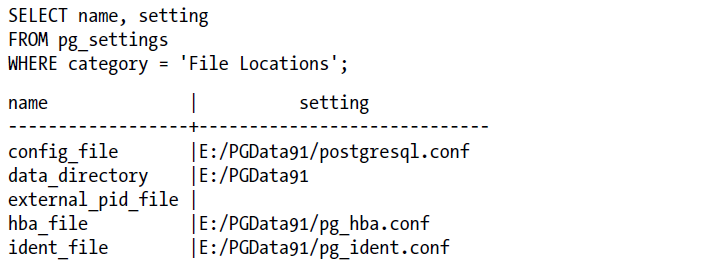 SELECT name, setting
FROM pg_settings
WHERE category = 'File Locations';
name              |          setting
------------------+-----------------------------
config_file       |E:/PGData91/postgresql.conf
data_directory    |E:/PGData91
external_pid_file |
hba_file          |E:/PGData91/pg_hba.conf
ident_file        |E:/PGData91/pg_ident.conf